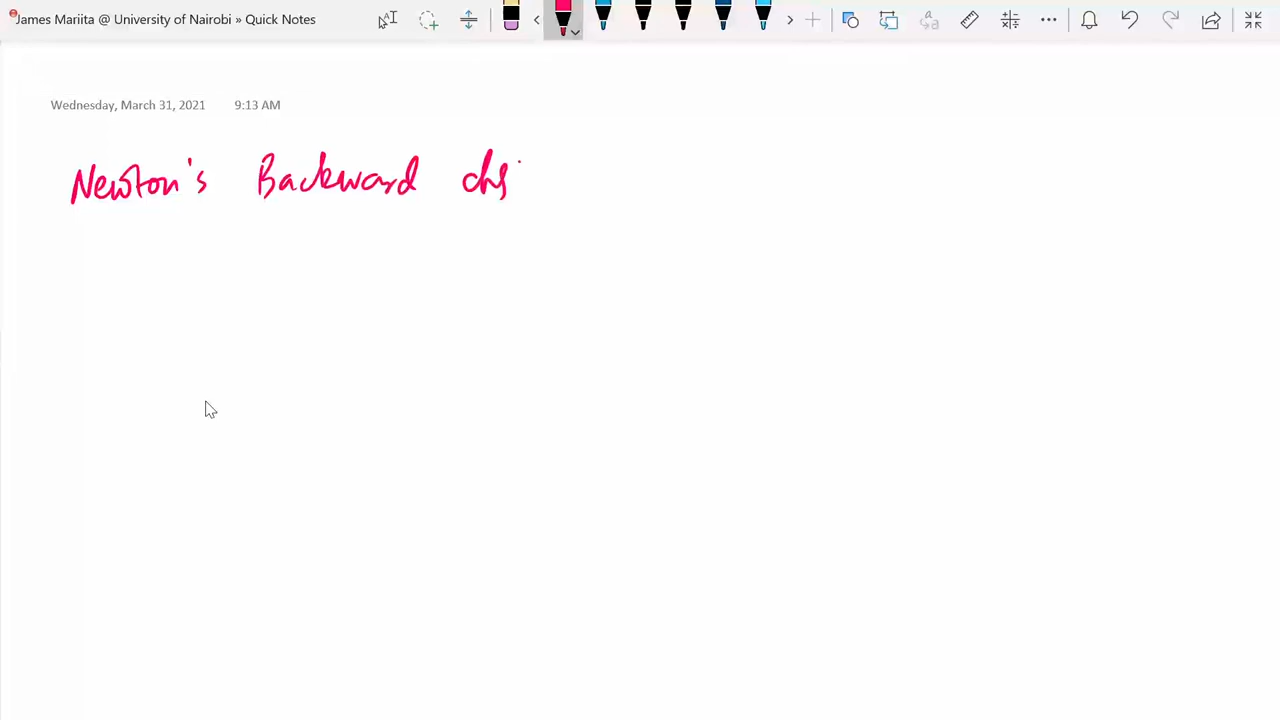 James Mariita @ University of Nairobi » Quick Notes
Wednesday, March 31, 2021 9:13 AM
Newton's Backward